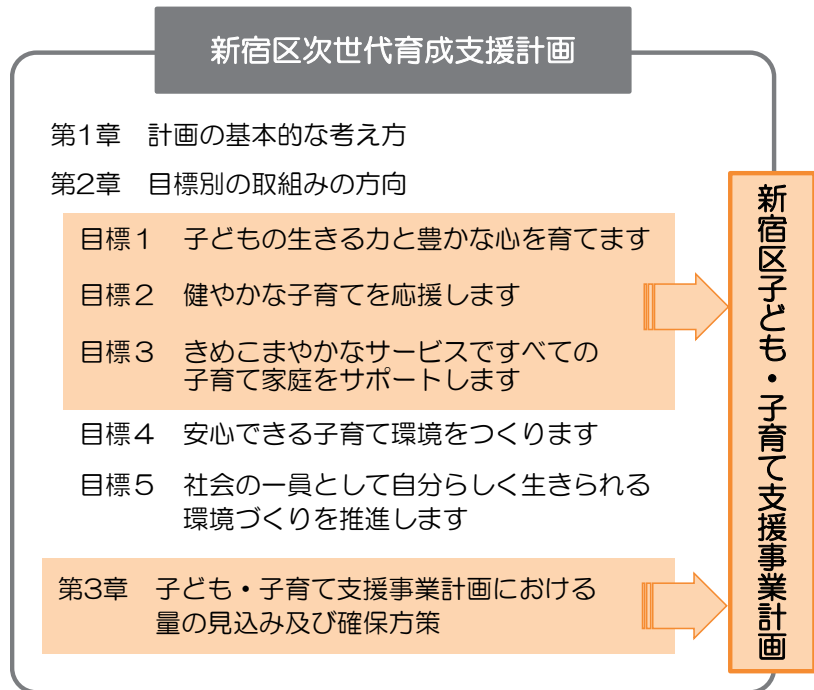 新宿区次世代育成支援計画
第1章　計画の基本的な考え方
第2章　目標別の取組みの方向
目標1　子どもの生きる力と豊かな心を育てます
目標2　健やかな子育てを応援します
目標3　きめこまやかなサービスですべての
子育て家庭をサポートします
目標4　安心できる子育て環境をつくります
目標5　社会の一員として自分らしく生きられる
環境づくりを推進します
第3章　子ども・子育て支援事業計画における
量の見込み及び確保方策
新宿区子ども・子育て支援事業計画